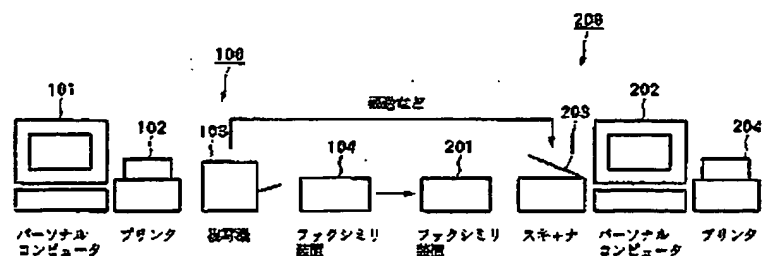 208
100
101
202
郵送など
203
102
103
204
104
201
パーソナル
コンピュータ
プリンタ
複写機
ファクシミリ
装置
ファクシミリ
装置
スキャナ
パーソナル
コンピュータ
プリンタ